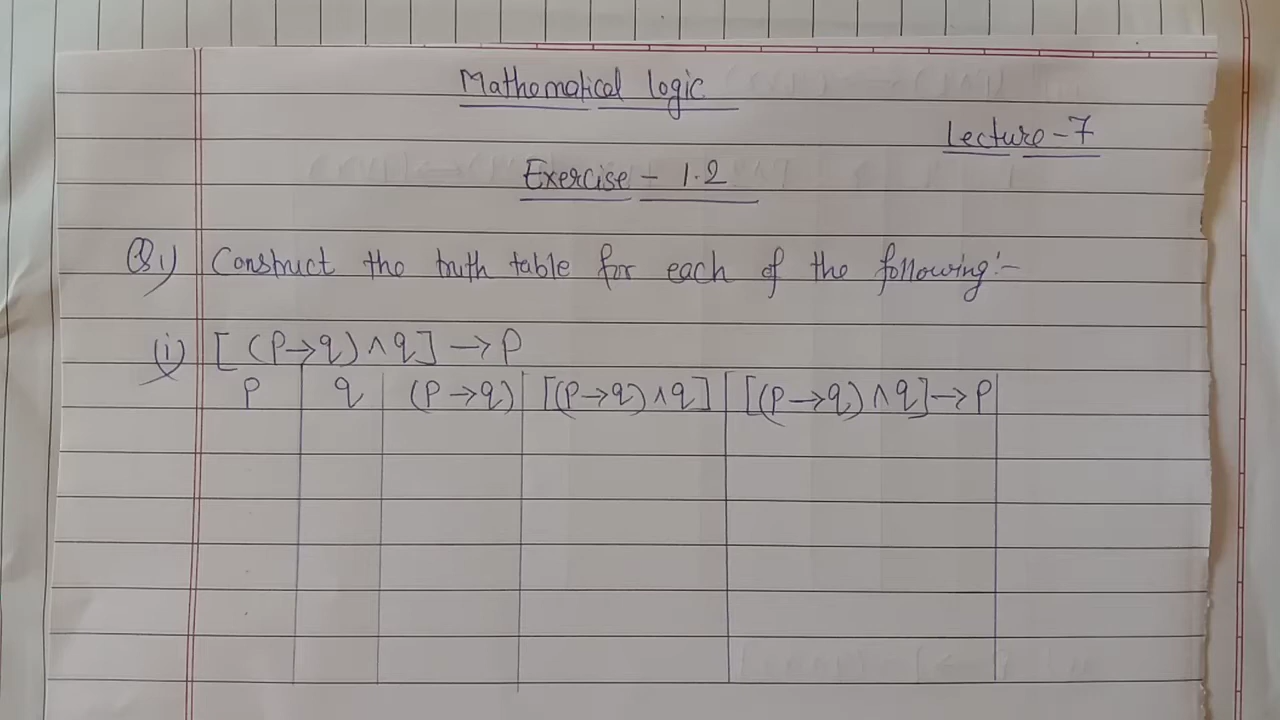 Mathematical logic
Lecture-7
Exercise - 1.2
Q1) Construct the truth table for each of the following:-
(i) [(P→q)∧q] →P
P q (P→q) [(P→q)∧q] [(P→q)∧q]→P